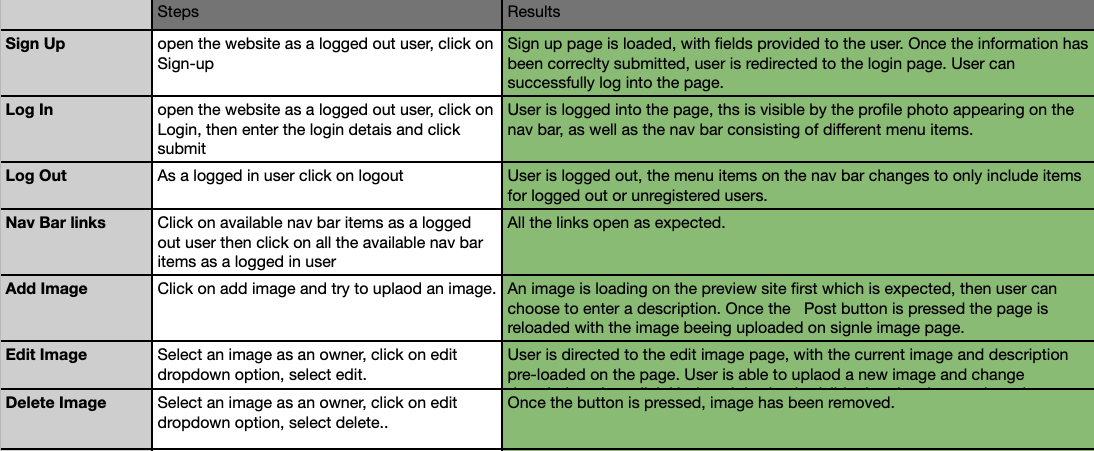 Steps
Results
Sign Up
open the website as a logged out user, click on
Sign-up
Sign up page is loaded, with fields provided to the user. Once the information has
been correclty submitted, user is redirected to the login page. User can
successfully log into the page.
Log In
open the website as a logged out user, click on
Login, then enter the login detais and click
submit
User is logged into the page, ths is visible by the profile photo appearing on the
nav bar, as well as the nav bar consisting of different menu items.
Log Out
As a logged in user click on logout
User is logged out, the menu items on the nav bar changes to only include items
for logged out or unregistered users.
Nav Bar links
Click on available nav bar items as a logged
out user then click on all the available nav bar
items as a logged in user
All the links open as expected.
Add Image
Click on add image and try to uplaod an image.
An image is loading on the preview site first which is expected, then user can
choose to enter a description. Once the   Post button is pressed the page is
reloaded with the image beeing uploaded on signle image page.
Edit Image
Select an image as an owner, click on edit
dropdown option, select edit.
User is directed to the edit image page, with the current image and description
pre-loaded on the page. User is able to uplaod a new image and change
Delete Image
Select an image as an owner, click on edit
dropdown option, select delete..
Once the button is pressed, image has been removed.